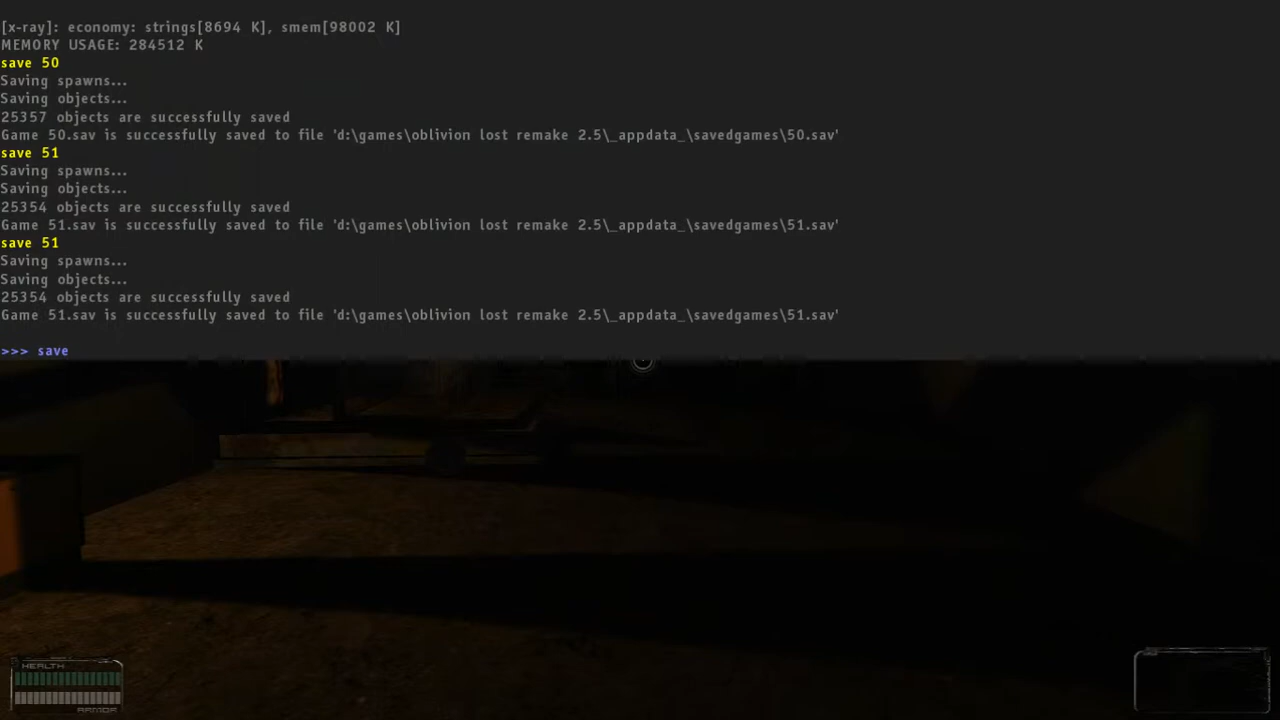 [x-ray]: economy: strings[8694 K], smem[98002 K]
MEMORY USAGE: 284512 K
save 50
Saving spawns...
Saving objects...
25357 objects are successfully saved
Game 50.sav is successfully saved to file 'd:\games\oblivion lost remake 2.5\_appdata_\savedgames\50.sav'
save 51
Saving spawns...
Saving objects...
25354 objects are successfully saved
Game 51.sav is successfully saved to file 'd:\games\oblivion lost remake 2.5\_appdata_\savedgames\51.sav'
save 51
Saving spawns...
Saving objects...
25354 objects are successfully saved
Game 51.sav is successfully saved to file 'd:\games\oblivion lost remake 2.5\_appdata_\savedgames\51.sav'
>>> save
HEALTH
ARMOR